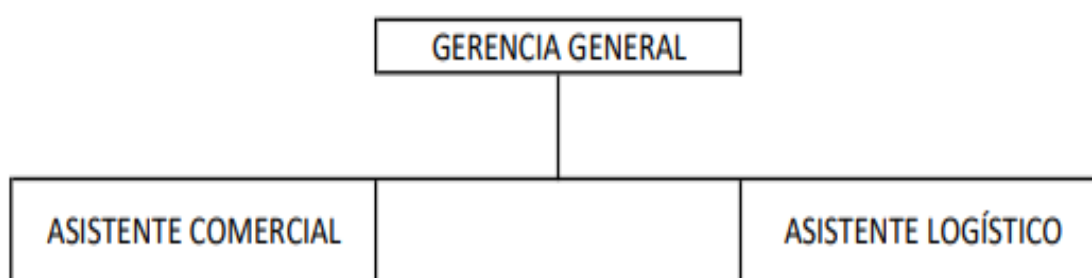 GERENCIA GENERAL
ASISTENTE COMERCIAL
ASISTENTE LOGÍSTICO